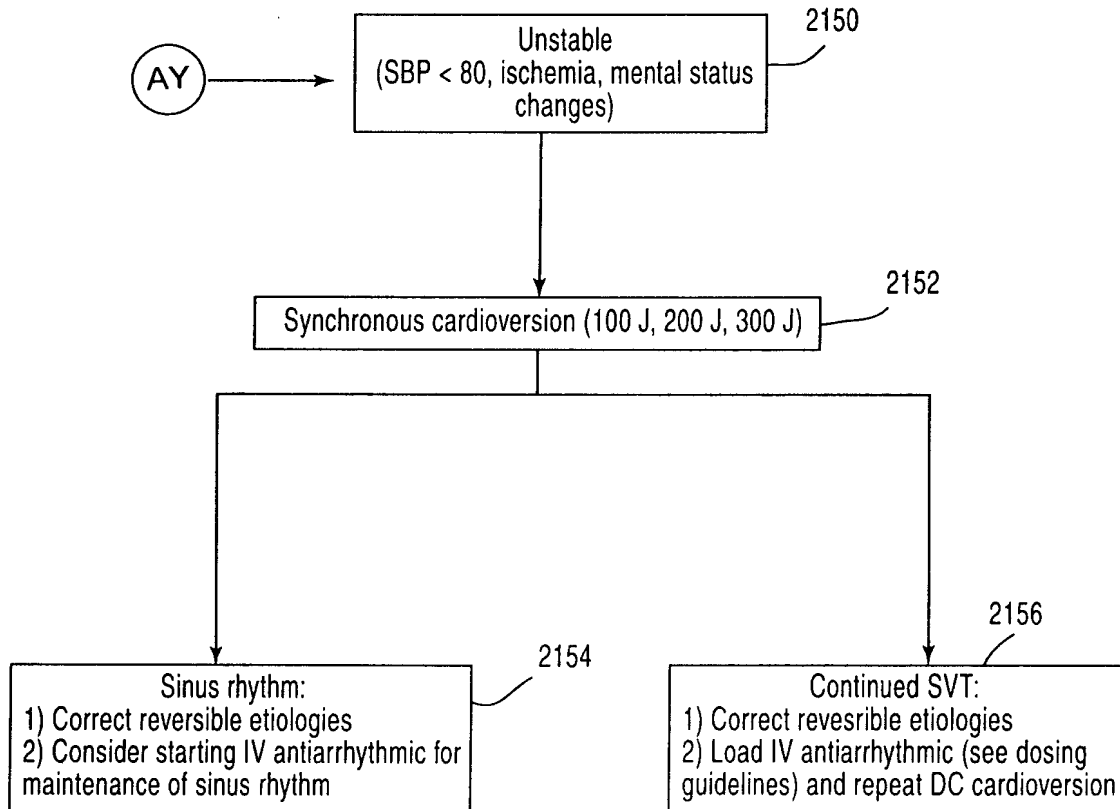 AY
Unstable
(SBP < 80, ischemia, mental status
changes)
2150
Synchronous cardioversion (100 J, 200 J, 300 J)
2152
Sinus rhythm:
1) Correct reversible etiologies
2) Consider starting IV antiarrhythmic for
maintenance of sinus rhythm
2154
Continued SVT:
1) Correct revesrible etiologies
2) Load IV antiarrhythmic (see dosing
guidelines) and repeat DC cardioversion
2156